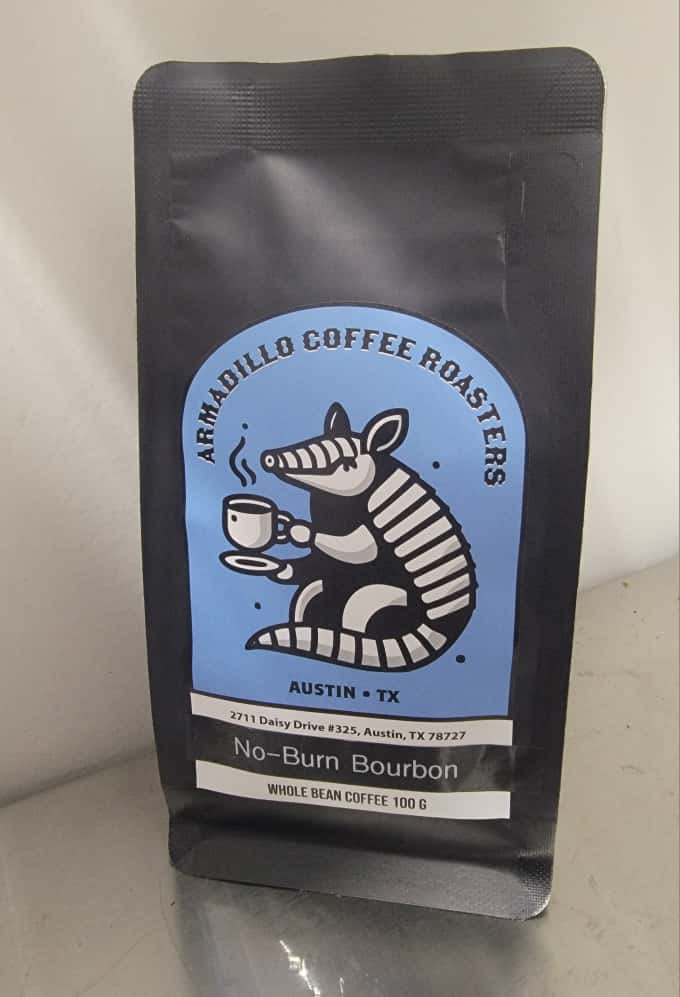 ARMADILLO COFFEE ROASTERS
AUSTIN • TX
2711 Daisy Drive #325, Austin, TX 78727
No-Burn Bourbon
WHOLE BEAN COFFEE 100 G